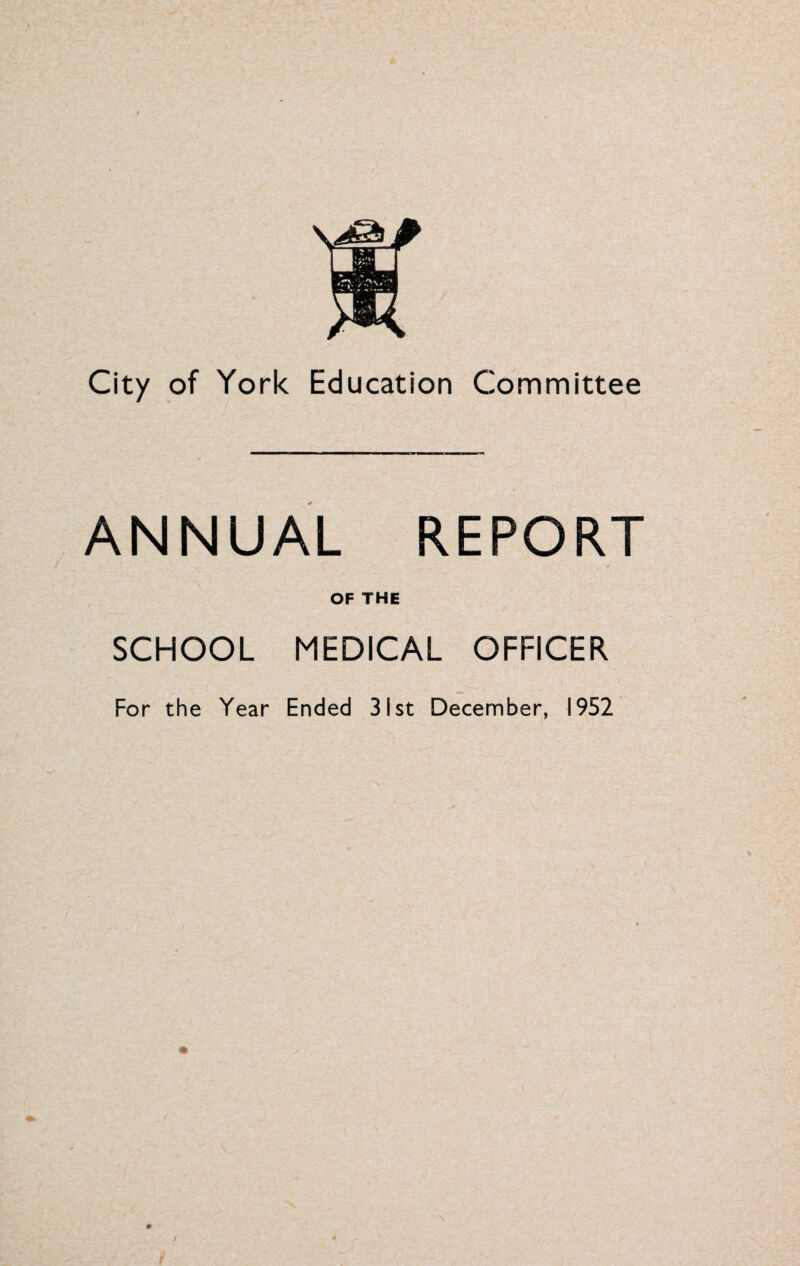 City of York Education Committee
ANNUAL REPORT
OF THE
SCHOOL MEDICAL OFFICER
For the Year Ended 31st December, 1952